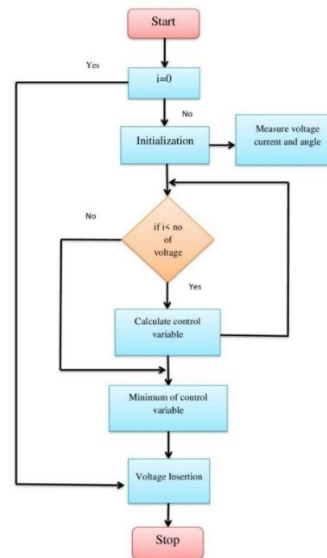 Start
Yes
i=0
No
Initialization
Measure voltage
current and angle
No
if i< no
of
voltage
Yes
Calculate control
variable
Minimum of control
variable
Voltage Insertion
Stop